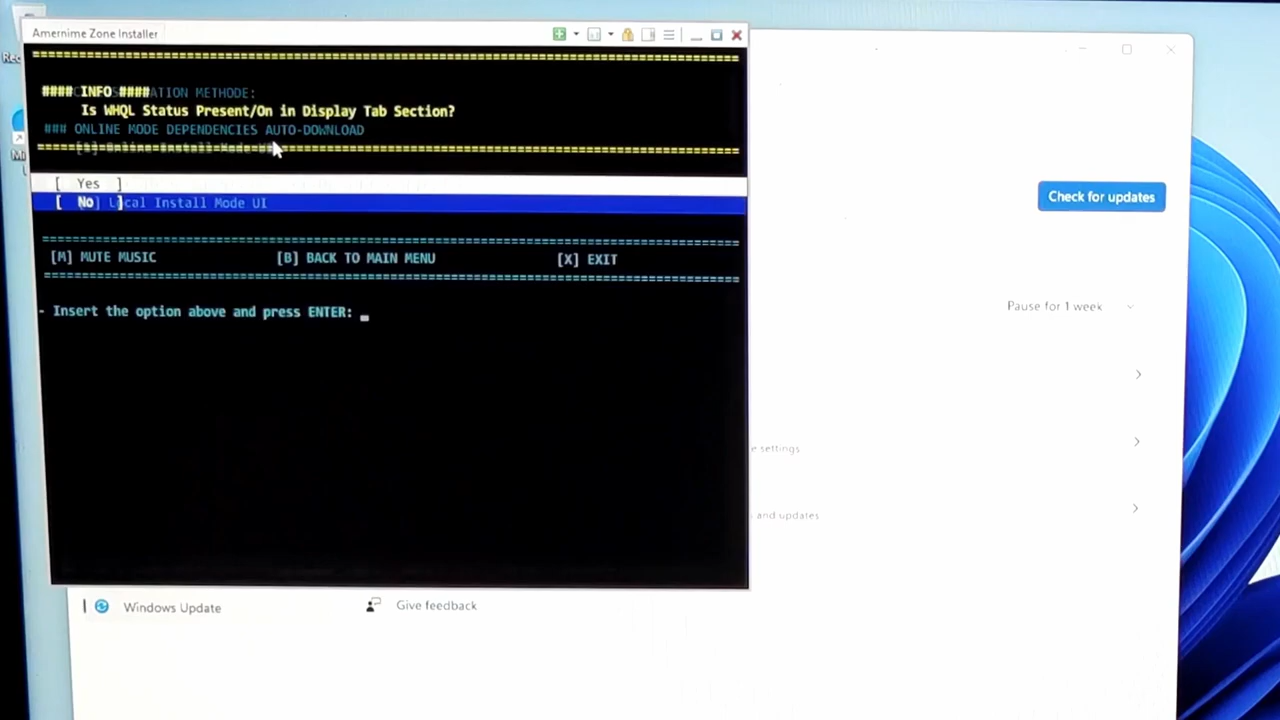 Amernime Zone Installer
#### INFO ####ATION METHODE:
Is WHQL Status Present/On in Display Tab Section?
### ONLINE MODE DEPENDENCIES AUTO-DOWNLOAD
[ Yes ]
[ No ] Local Install Mode UI
[M] MUTE MUSIC [B] BACK TO MAIN MENU [X] EXIT
- Insert the option above and press ENTER:
Check for updates
Pause for 1 week
e settings
and updates
Windows Update
Give feedback